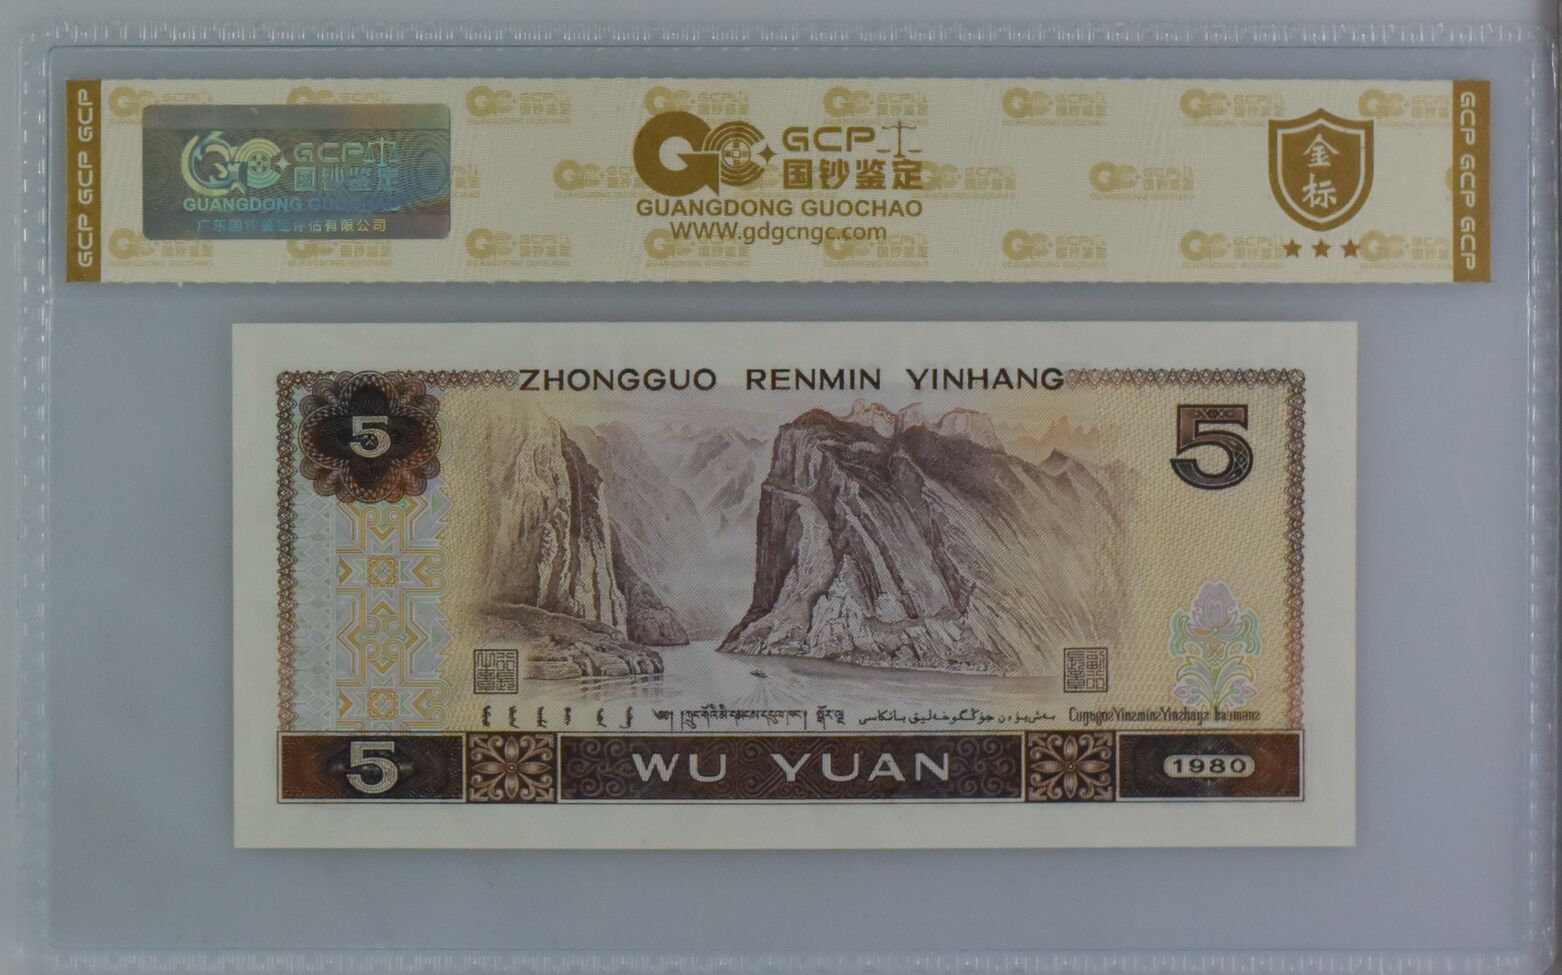 GCP GCP GCP
GCP
国钞鉴定
GUANGDONG GUOCHAO
广东国钞鉴定评估有限公司
GCP
国钞鉴定
GUANGDONG GUOCHAO
WWW.gdgcngc.com
金标
GCP GCP GCP
ZHONGGUO RENMIN YINHANG
5
5
5
WU YUAN
1980